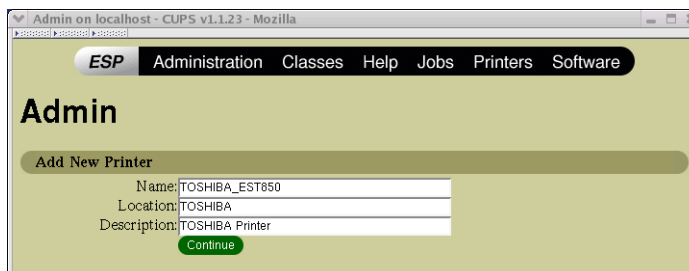 Admin on localhost - CUPS v1.1.23 - Mozilla
ESP Administration Classes Help Jobs Printers Software
Admin
Add New Printer
Name: TOSHIBA_EST850
Location: TOSHIBA
Description: TOSHIBA Printer
Continue